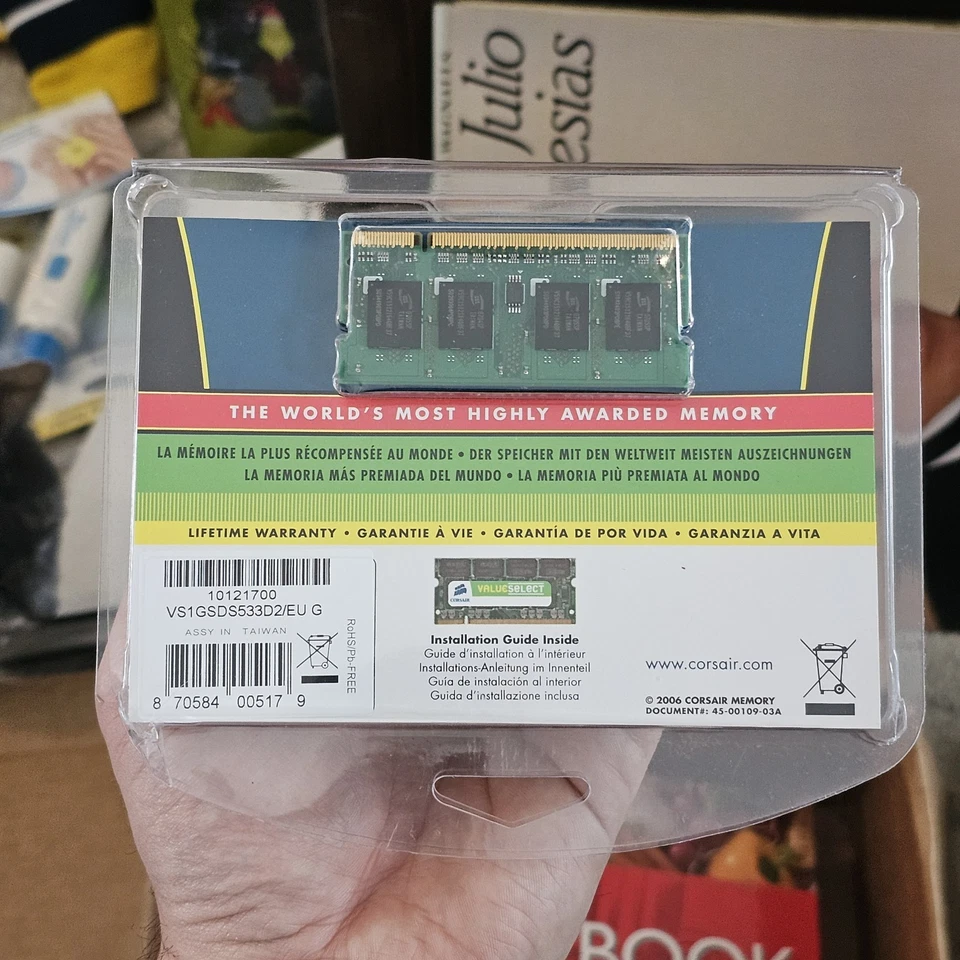 Julio
esias
THE WORLD'S MOST HIGHLY AWARDED MEMORY
LA MÉMOIRE LA PLUS RÉCOMPENSÉE AU MONDE • DER SPEICHER MIT DEN WELTWEIT MEISTEN AUSZEICHNUNGEN
LA MEMORIA MÁS PREMIADA DEL MUNDO • LA MEMORIA PIÙ PREMIATA AL MONDO
LIFETIME WARRANTY • GARANTIE À VIE • GARANTÍA DE POR VIDA • GARANZIA A VITA
10121700
VS1GSDS533D2/EU G
ASSY IN TAIWAN
RoHS/Pb-FREE
8 70584 00517 9
CORSAIR
VALUESELECT
Installation Guide Inside
Guide d'installation à l'intérieur
Installations-Anleitung im Innenteil
Guía de instalación al interior
Guida d'installazione inclusa
www.corsair.com
© 2006 CORSAIR MEMORY
DOCUMENT#: 45-00109-03A
BOOK